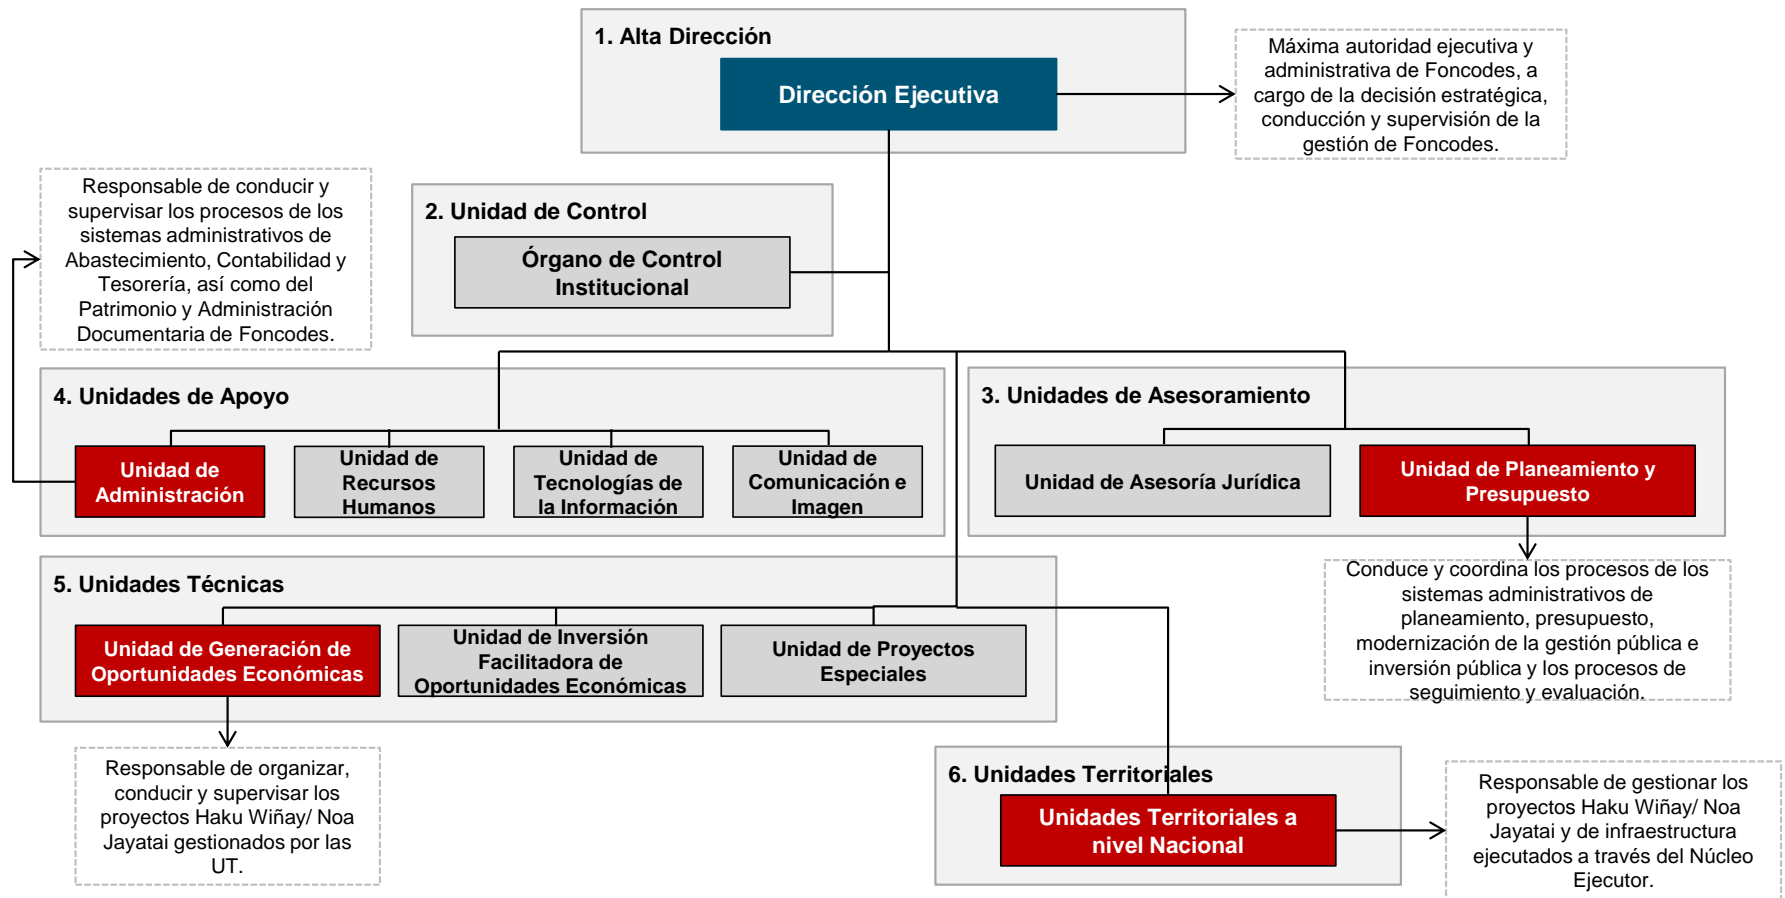 1. Alta Dirección
Dirección Ejecutiva
Máxima autoridad ejecutiva y
administrativa de Foncodes, a
cargo de la decisión estratégica,
conducción y supervisión de la
gestión de Foncodes.
Responsable de conducir y
supervisar los procesos de los
sistemas administrativos de
Abastecimiento, Contabilidad y
Tesorería, así como del
Patrimonio y Administración
Documentaria de Foncodes.
2. Unidad de Control
Órgano de Control
Institucional
4. Unidades de Apoyo
Unidad de
Administración
Unidad de
Recursos
Humanos
Unidad de
Tecnologías de
la Información
Unidad de
Comunicación e
Imagen
3. Unidades de Asesoramiento
Unidad de Asesoría Jurídica
Unidad de Planeamiento y
Presupuesto
Conduce y coordina los procesos de los
sistemas administrativos de
planeamiento, presupuesto,
modernización de la gestión pública e
inversión pública y los procesos de
seguimiento y evaluación.
5. Unidades Técnicas
Unidad de Generación de
Oportunidades Económicas
Unidad de Inversión
Facilitadora de
Oportunidades Económicas
Unidad de Proyectos
Especiales
Responsable de organizar,
conducir y supervisar los
proyectos Haku Wiñay/ Noa
Jayatai gestionados por las
UT.
6. Unidades Territoriales
Unidades Territoriales a
nivel Nacional
Responsable de gestionar los
proyectos Haku Wiñay/ Noa
Jayatai y de infraestructura
ejecutados a través del Núcleo
Ejecutor.